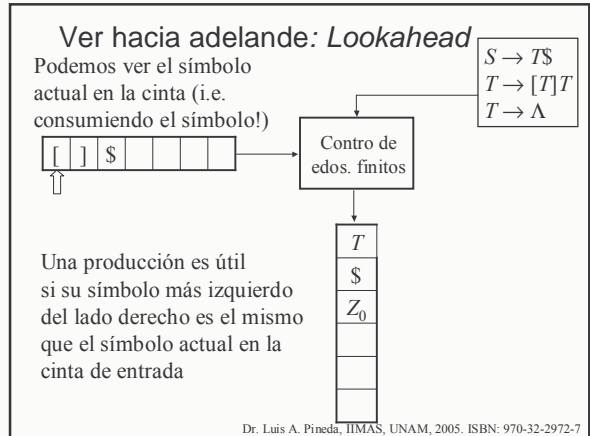 Ver hacia adelande: Lookahead
Podemos ver el símbolo
actual en la cinta (i.e.
consumiendo el símbolo!)
S → T$
T → [T]T
T → Λ
[ ] $
Contro de
edos. finitos
T
$
Z₀
Una producción es útil
si su símbolo más izquierdo
del lado derecho es el mismo
que el símbolo actual en la
cinta de entrada
Dr. Luis A. Pineda, IIMAS, UNAM, 2005. ISBN: 970-32-2972-7